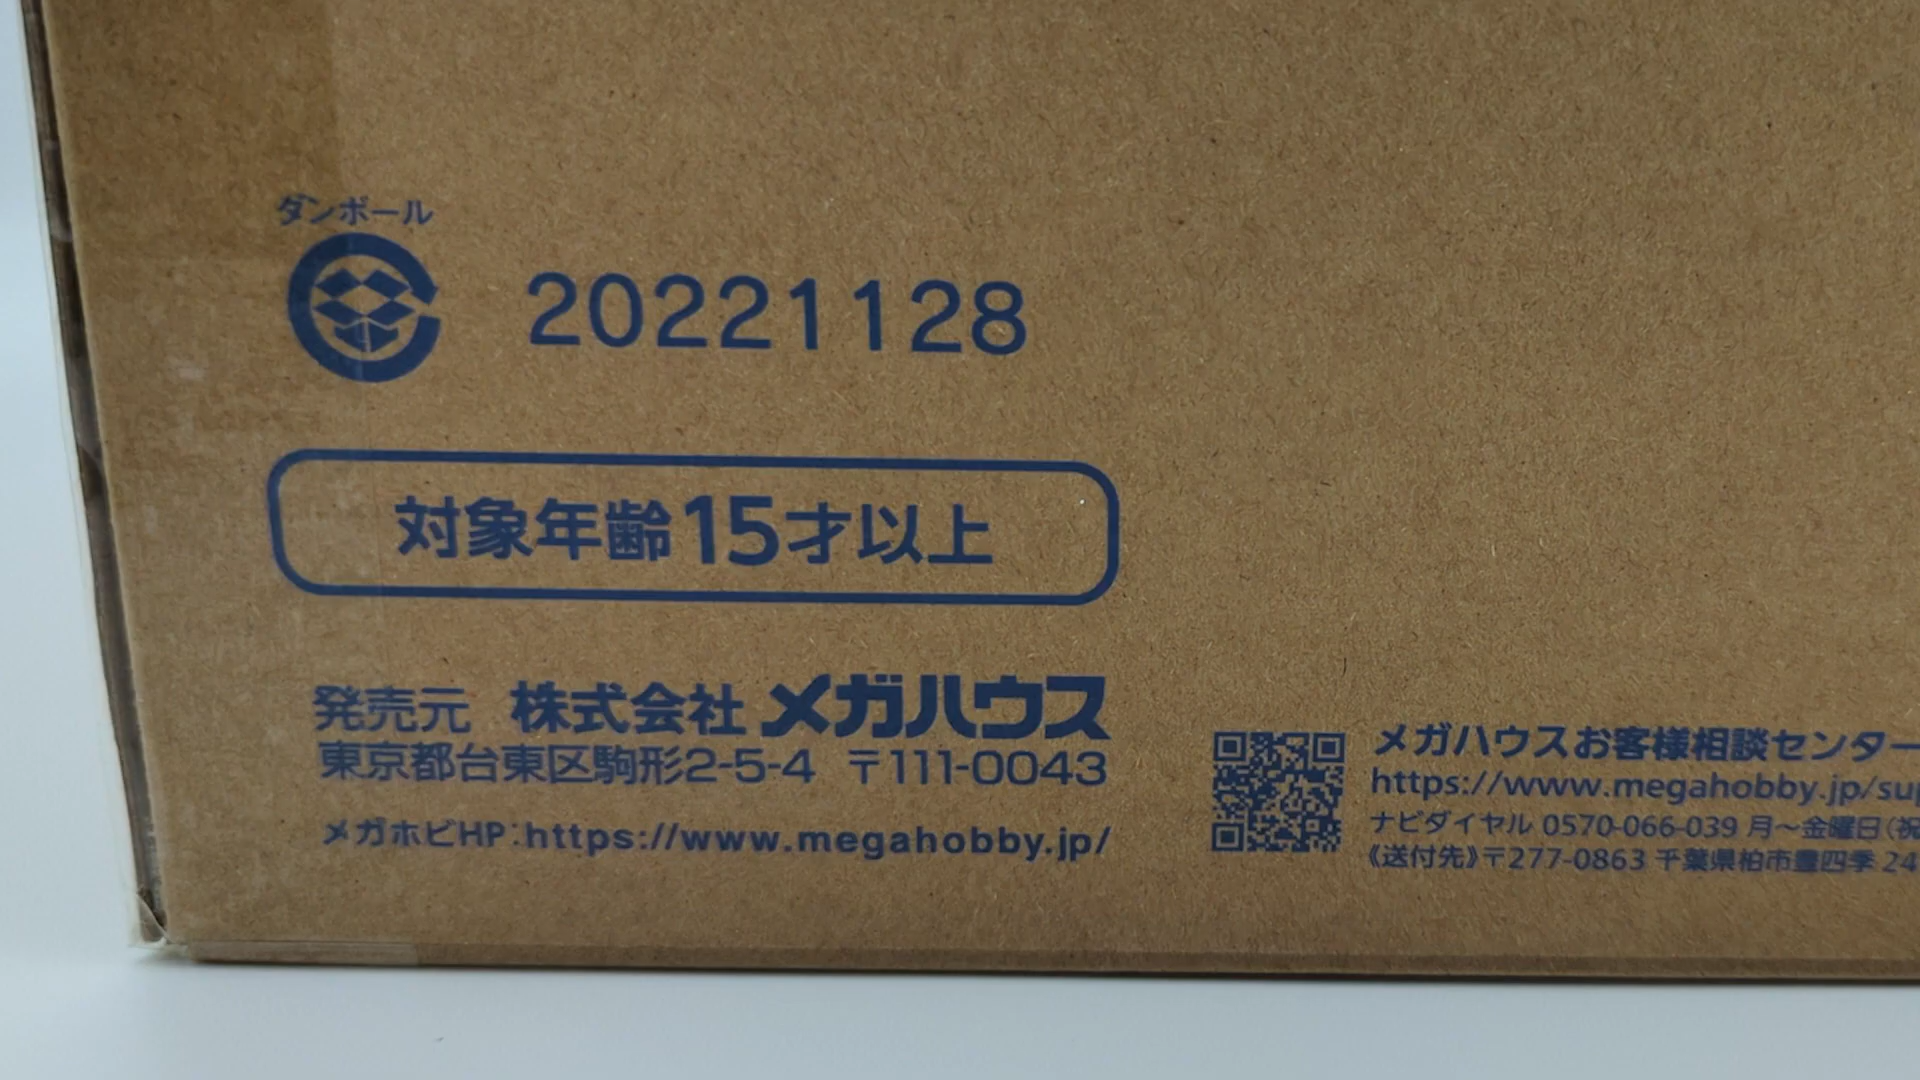 ダンボール
20221128
対象年齢15才以上
発売元 株式会社メガハウス
東京都台東区駒形2-5-4 〒111-0043
メガホビHP:https://www.megahobby.jp/
メガハウスお客様相談センター
https://www.megahobby.jp/su
ナビダイヤル 0570-066-039 月〜金曜日(祝
《送付先》〒277-0863 千葉県柏市豊四季 24